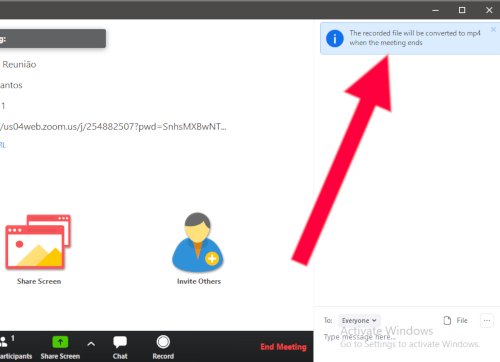 g:
Reunião
antos
1
//us04web.zoom.us/j/254882507?pwd=SnhsMXBwNT...
RL
The recorded file will be converted to mp4
when the meeting ends
Share Screen
Invite Others
To: Everyone
File
Type message here...
Activate Windows
Go to Settings to activate Windows.
1
articipants
Share Screen
Chat
Record
End Meeting